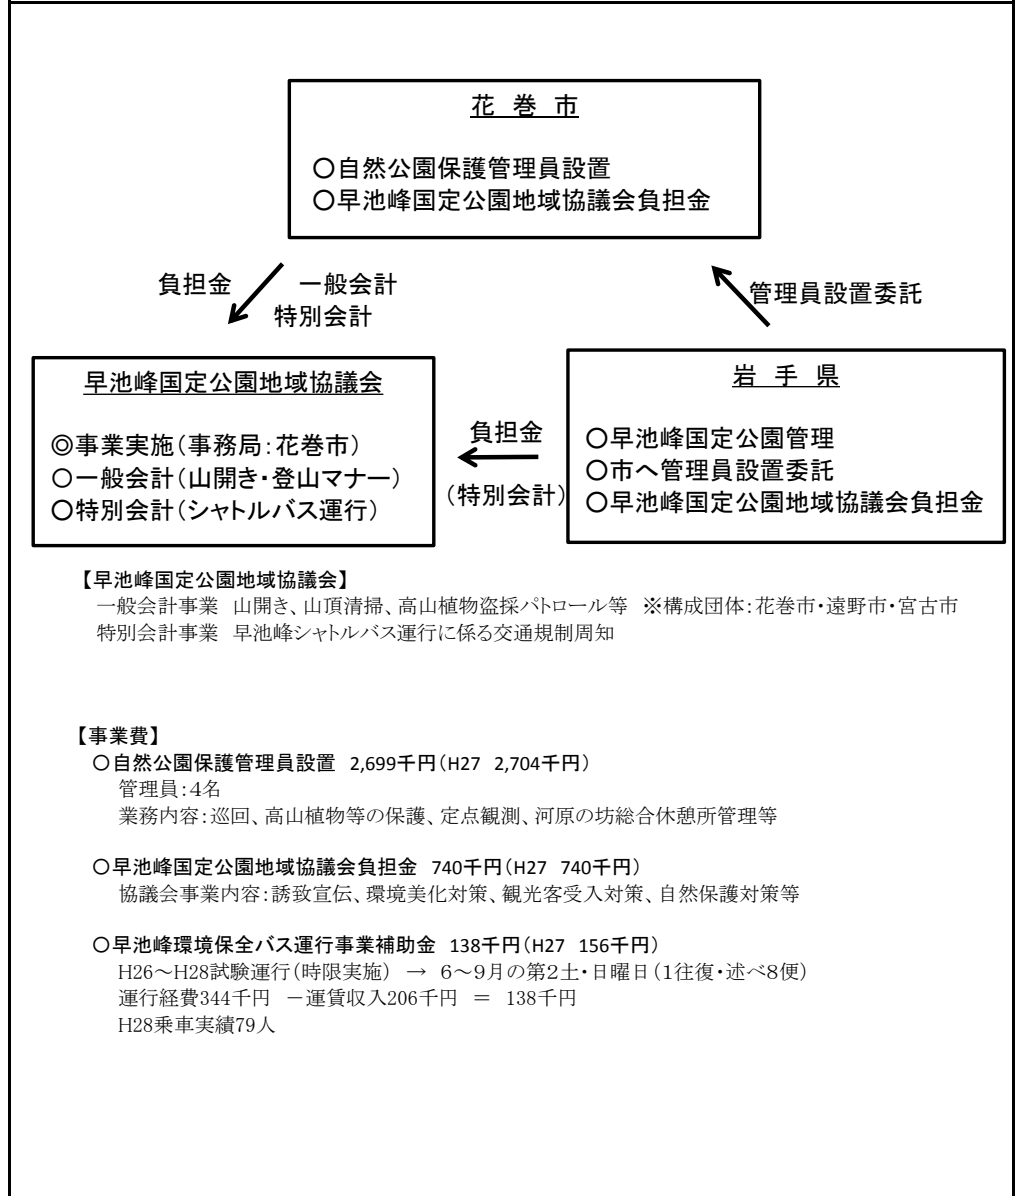 花 巻 市
○自然公園保護管理員設置
○早池峰国定公園地域協議会負担金
負担金
一般会計
特別会計
管理員設置委託
早池峰国定公園地域協議会
◎事業実施(事務局:花巻市)
○一般会計(山開き・登山マナー)
○特別会計(シャトルバス運行)
負担金
(特別会計)
岩 手 県
○早池峰国定公園管理
○市へ管理員設置委託
○早池峰国定公園地域協議会負担金
【早池峰国定公園地域協議会】
一般会計事業 山開き、山頂清掃、高山植物盗採パトロール等 ※構成団体:花巻市・遠野市・宮古市
特別会計事業 早池峰シャトルバス運行に係る交通規制周知
【事業費】
○自然公園保護管理員設置 2,699千円(H27 2,704千円)
管理員:4名
業務内容:巡回、高山植物等の保護、定点観測、河原の坊総合休憩所管理等
○早池峰国定公園地域協議会負担金 740千円(H27 740千円)
協議会事業内容:誘致宣伝、環境美化対策、観光客受入対策、自然保護対策等
○早池峰環境保全バス運行事業補助金 138千円(H27 156千円)
H26~H28試験運行(時限実施) → 6~9月の第2土・日曜日(1往復・述べ8便)
運行経費344千円 -運賃収入206千円 = 138千円
H28乗車実績79人